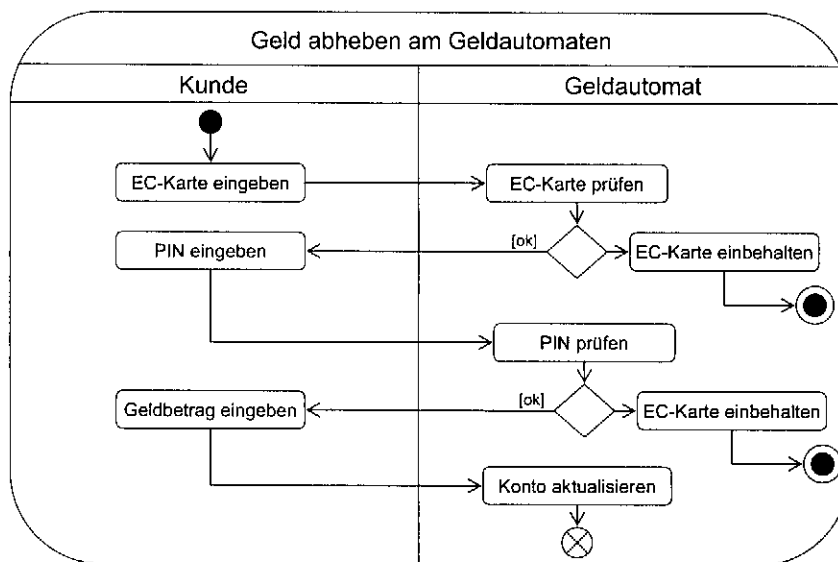 Geld abheben am Geldautomaten
Kunde
Geldautomat
EC-Karte eingeben
EC-Karte prüfen
PIN eingeben
[ok]
EC-Karte einbehalten
PIN prüfen
Geldbetrag eingeben
[ok]
EC-Karte einbehalten
Konto aktualisieren